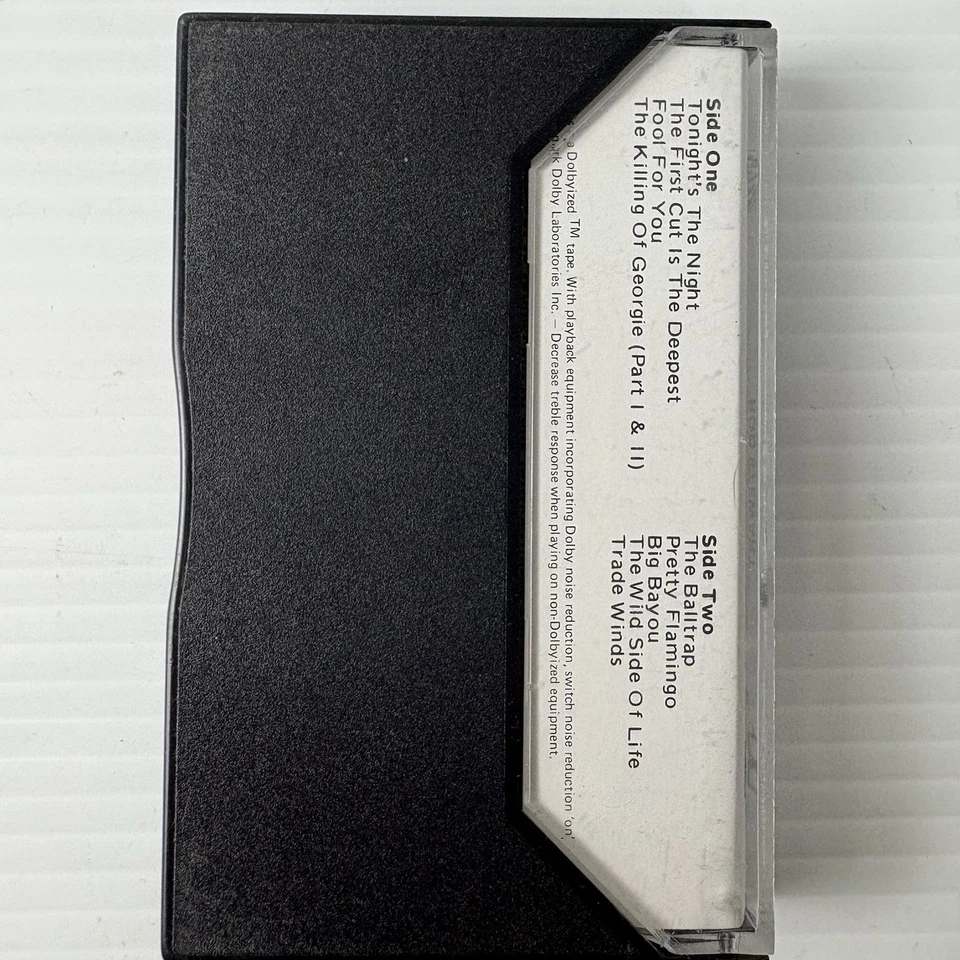 Side One
Tonight's The Night
The First Cut Is The Deepest
Fool For You
The Killing Of Georgie (Part I & II)
Side Two
The Balltrap
Pretty Flamingo
Big Bayou
The Wild Side Of Life
Trade Winds
a Dolbyized TM tape. With playback equipment incorporating Dolby noise reduction, switch noise reduction 'on'.
Dolby Laboratories Inc. — Decrease treble response when playing on non-Dolbyized equipment.